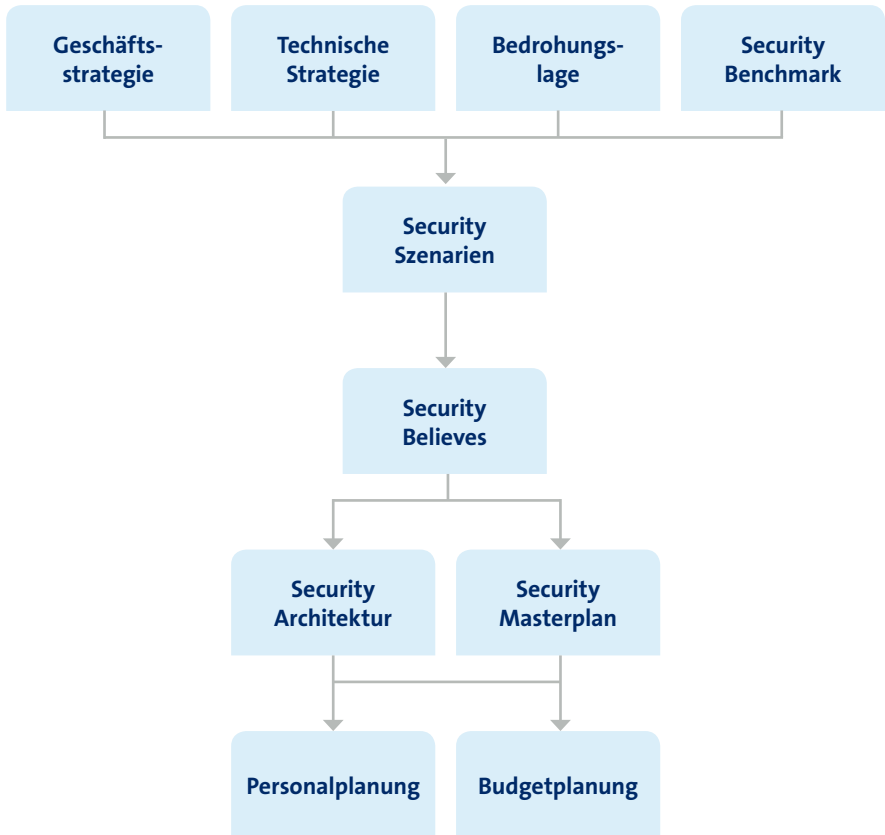 Geschäfts-
strategie
Technische
Strategie
Bedrohungs-
lage
Security
Benchmark
Security
Szenarien
Security
Believes
Security
Architektur
Security
Masterplan
Personalplanung
Budgetplanung